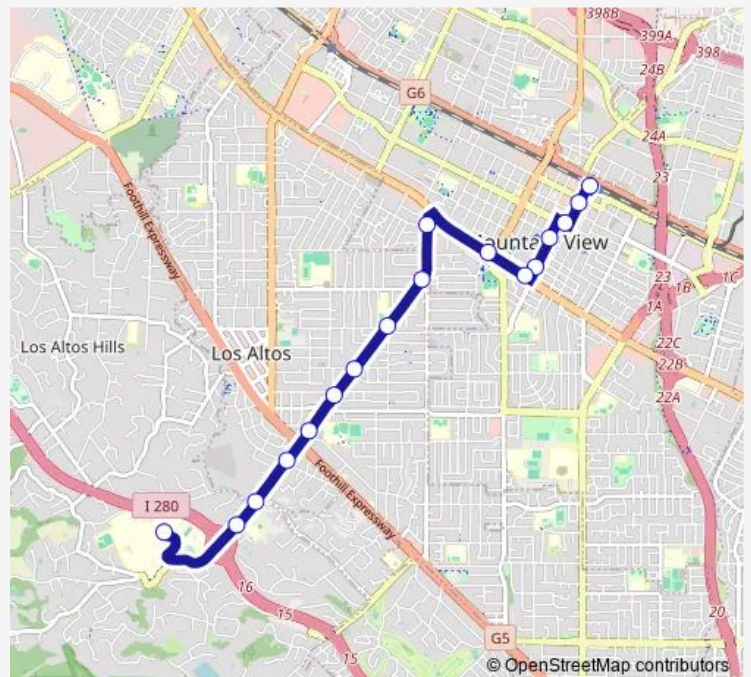 398B
399A
398
24B
G6
24A
23
Foothill Expressway
View
23
1B
1C
1A
Los Altos Hills
Los Altos
22C
22B
22A
Foothill Expressway
I 280
16
15
15
20
G5
© OpenStreetMap contributors